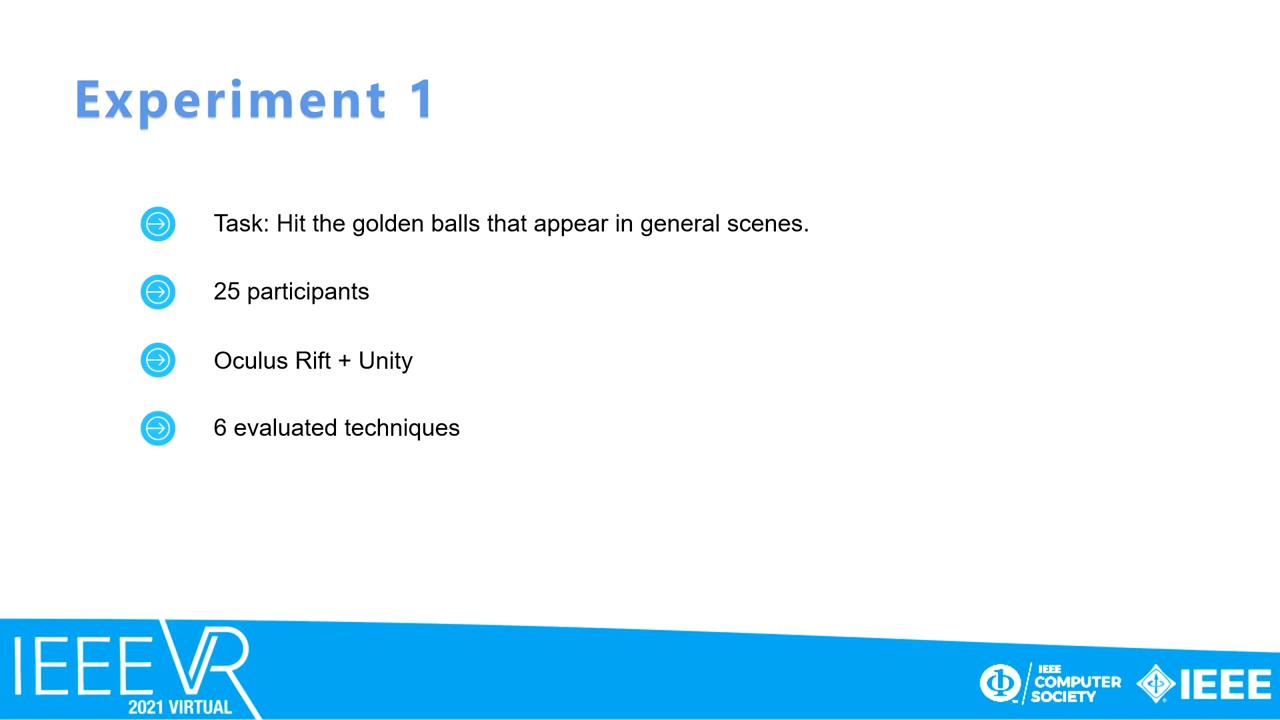 Experiment 1
Task: Hit the golden balls that appear in general scenes.
25 participants
Oculus Rift + Unity
6 evaluated techniques
IEEE VR
2021 VIRTUAL
IEEE
COMPUTER
SOCIETY
IEEE